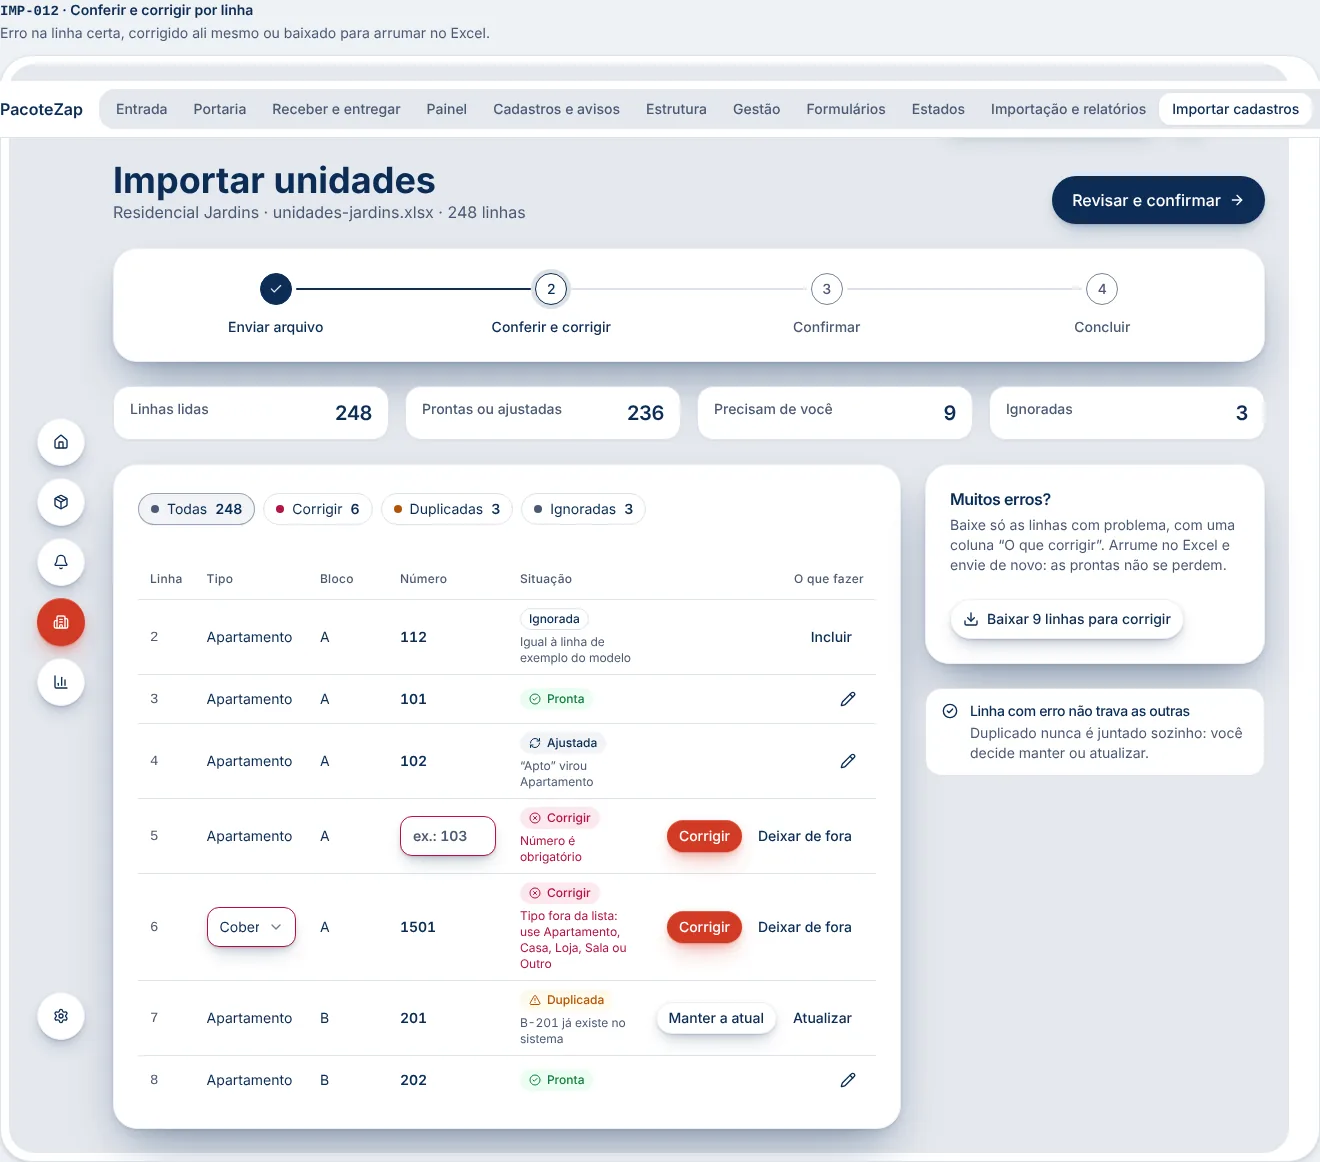 IMP-012 · Conferir e corrigir por linha
Erro na linha certa, corrigido ali mesmo ou baixado para arrumar no Excel.
PacoteZap
Entrada
Portaria
Receber e entregar
Painel
Cadastros e avisos
Estrutura
Gestão
Formulários
Estados
Importação e relatórios
Importar cadastros
Importar unidades
Residencial Jardins · unidades-jardins.xlsx · 248 linhas
Revisar e confirmar
2
3
4
Enviar arquivo
Conferir e corrigir
Confirmar
Concluir
Linhas lidas
248
Prontas ou ajustadas
236
Precisam de você
9
Ignoradas
3
Todas 248
Corrigir 6
Duplicadas 3
Ignoradas 3
Linha
Tipo
Bloco
Número
Situação
O que fazer
2
Apartamento
A
112
Ignorada
Igual à linha de
exemplo do modelo
Incluir
3
Apartamento
A
101
Pronta
4
Apartamento
A
102
Ajustada
“Apto” virou
Apartamento
5
Apartamento
A
ex.: 103
Corrigir
Número é
obrigatório
Corrigir
Deixar de fora
6
Cober
A
1501
Corrigir
Tipo fora da lista:
use Apartamento,
Casa, Loja, Sala ou
Outro
Corrigir
Deixar de fora
7
Apartamento
B
201
Duplicada
B-201 já existe no
sistema
Manter a atual
Atualizar
8
Apartamento
B
202
Pronta
Muitos erros?
Baixe só as linhas com problema, com uma
coluna “O que corrigir”. Arrume no Excel e
envie de novo: as prontas não se perdem.
Baixar 9 linhas para corrigir
Linha com erro não trava as outras
Duplicado nunca é juntado sozinho: você
decide manter ou atualizar.